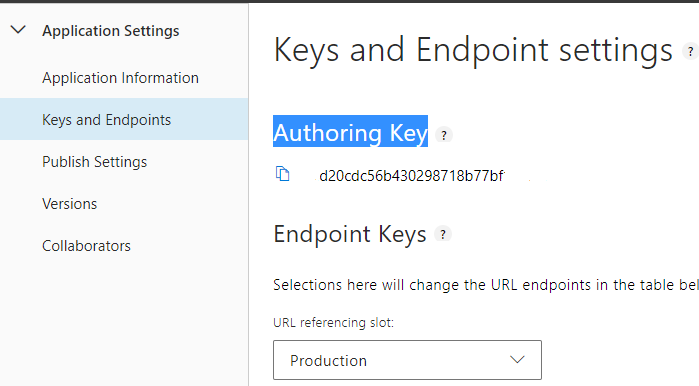 Application Settings
Application Information
Keys and Endpoints
Publish Settings
Versions
Collaborators
Keys and Endpoint settings ?
Authoring Key ?
d20cdc56b430298718b77bf
Endpoint Keys ?
Selections here will change the URL endpoints in the table bel
URL referencing slot:
Production